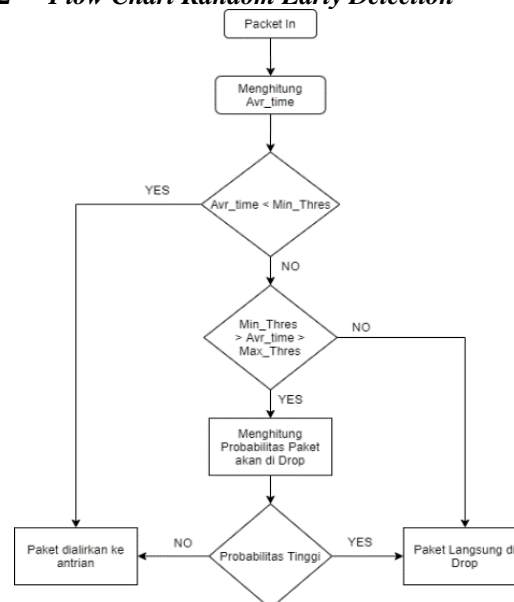 2 Flow Chart Random Early Detection
Packet In
Menghitung
Avr_time
YES
Avr_time < Min_Thres
NO
Min_Thres
> Avr_time >
Max_Thres
NO
YES
Menghitung
Probabilitas Paket
akan di Drop
Paket dialirkan ke
antrian
NO
Probabilitas Tinggi
YES
Paket Langsung di
Drop